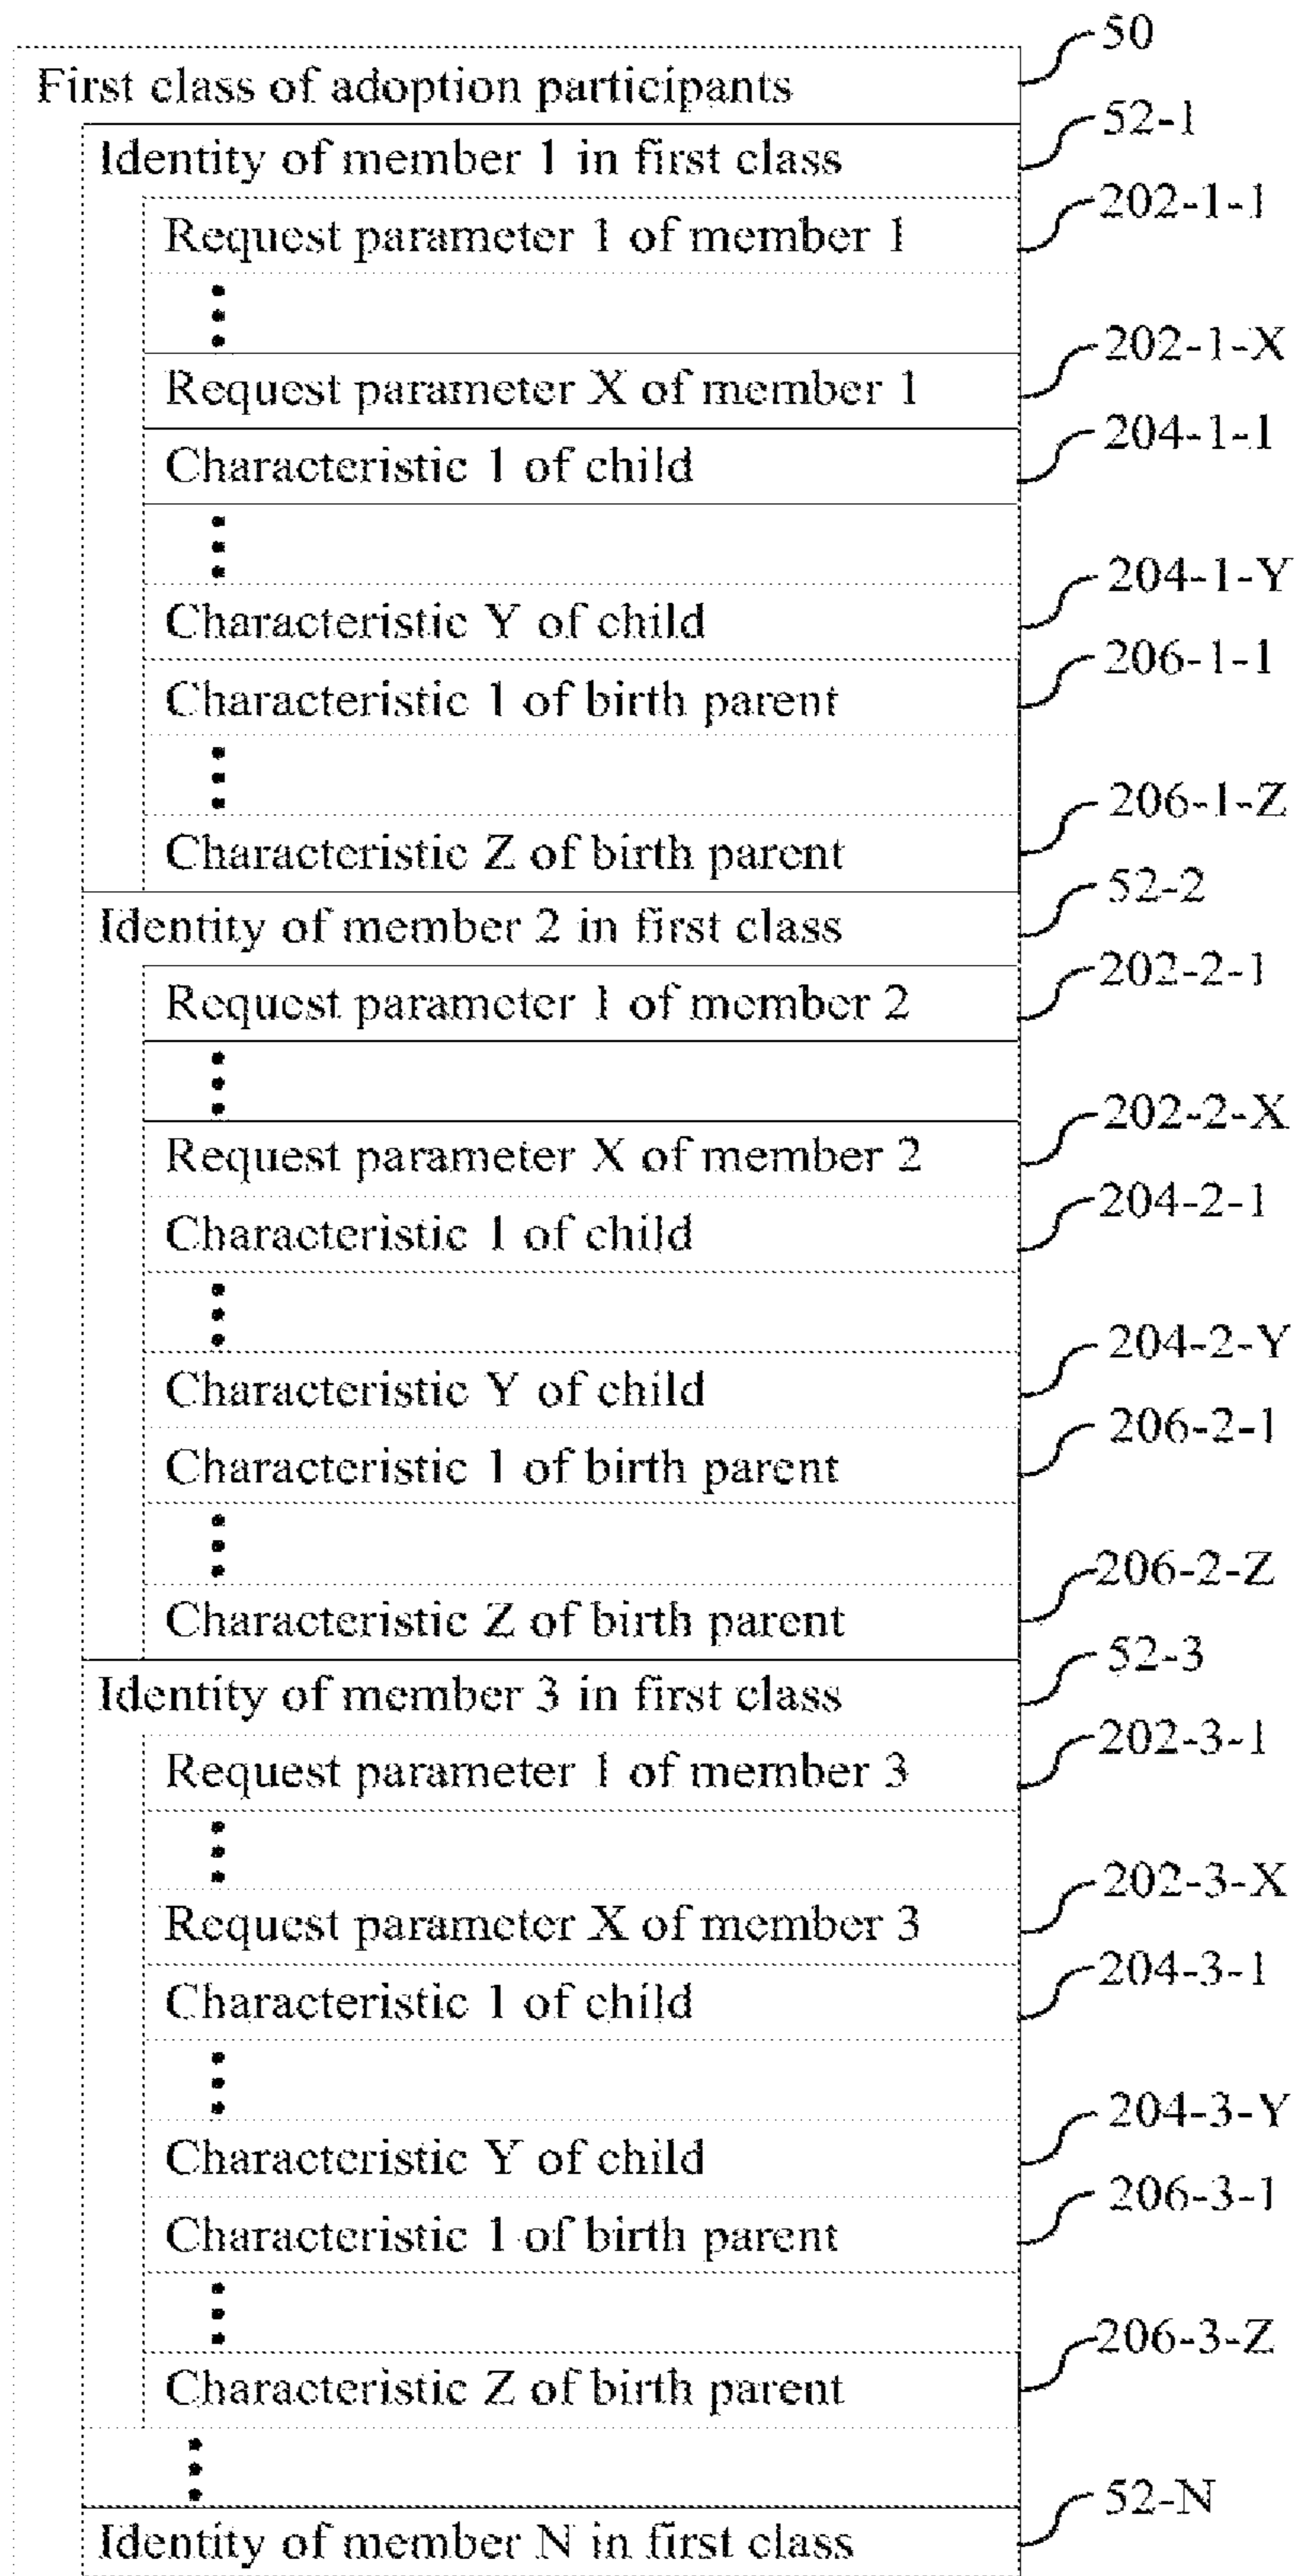 50
First class of adoption participants
52-1
Identity of member 1 in first class
202-1-1
Request parameter 1 of member 1
202-1-X
Request parameter X of member 1
204-1-1
Characteristic 1 of child
204-1-Y
Characteristic Y of child
206-1-1
Characteristic 1 of birth parent
206-1-Z
Characteristic Z of birth parent
52-2
Identity of member 2 in first class
202-2-1
Request parameter 1 of member 2
202-2-X
Request parameter X of member 2
204-2-1
Characteristic 1 of child
204-2-Y
Characteristic Y of child
206-2-1
Characteristic 1 of birth parent
206-2-Z
Characteristic Z of birth parent
52-3
Identity of member 3 in first class
202-3-1
Request parameter 1 of member 3
202-3-X
Request parameter X of member 3
204-3-1
Characteristic 1 of child
204-3-Y
Characteristic Y of child
206-3-1
Characteristic 1 of birth parent
206-3-Z
Characteristic Z of birth parent
52-N
Identity of member N in first class